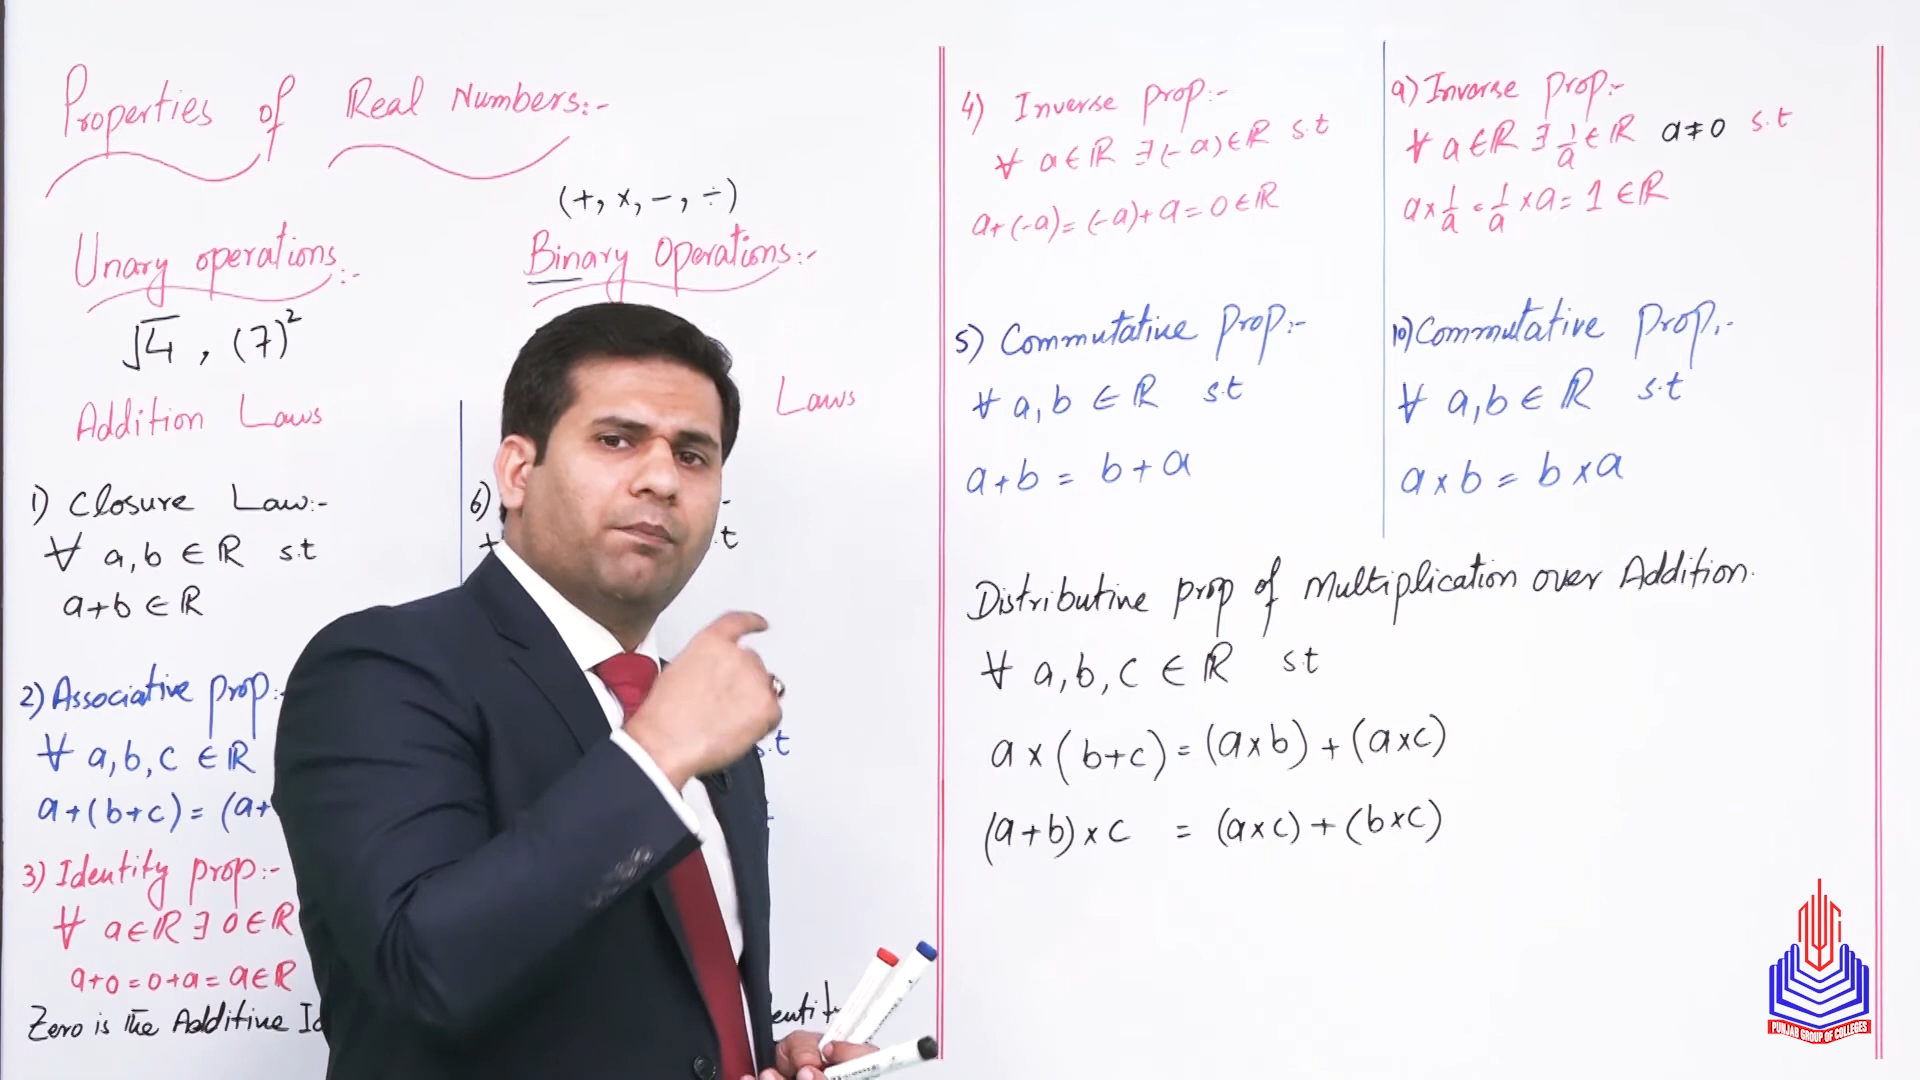 Properties of Real Numbers:-
(+, x, -, ÷)
Unary operations:-
Binary Operations:-
√4 , (7)²
Addition Laws
Laws
1) Closure Law:-
∀ a,b ∈ ℝ s.t
a+b ∈ ℝ
2) Associative prop:-
∀ a,b,c ∈ ℝ
a+(b+c) = (a+
3) Identity prop:-
∀ a∈ℝ ∃ 0∈ℝ
a+0=0+a= a∈ℝ
Zero is the Additive Id
6)
s.t
4) Inverse prop:-
∀ a∈ℝ ∃(-a)∈ℝ s.t
a+(-a)= (-a)+a=0∈ℝ
5) Commutative prop:-
∀ a,b ∈ ℝ s.t
a+b = b+a
9) Inverse prop:-
∀ a∈ℝ ∃ 1/a ∈ℝ a≠0 s.t
a×1/a = 1/a ×a= 1 ∈ℝ
10) Commutative prop.-
∀ a,b ∈ ℝ s.t
a×b = b×a
Distributive prop of Multiplication over Addition.
∀ a,b,c ∈ ℝ s.t
a×(b+c)=(a×b)+(a×c)
(a+b)×c = (a×c)+(b×c)
PUNJAB GROUP OF COLLEGES